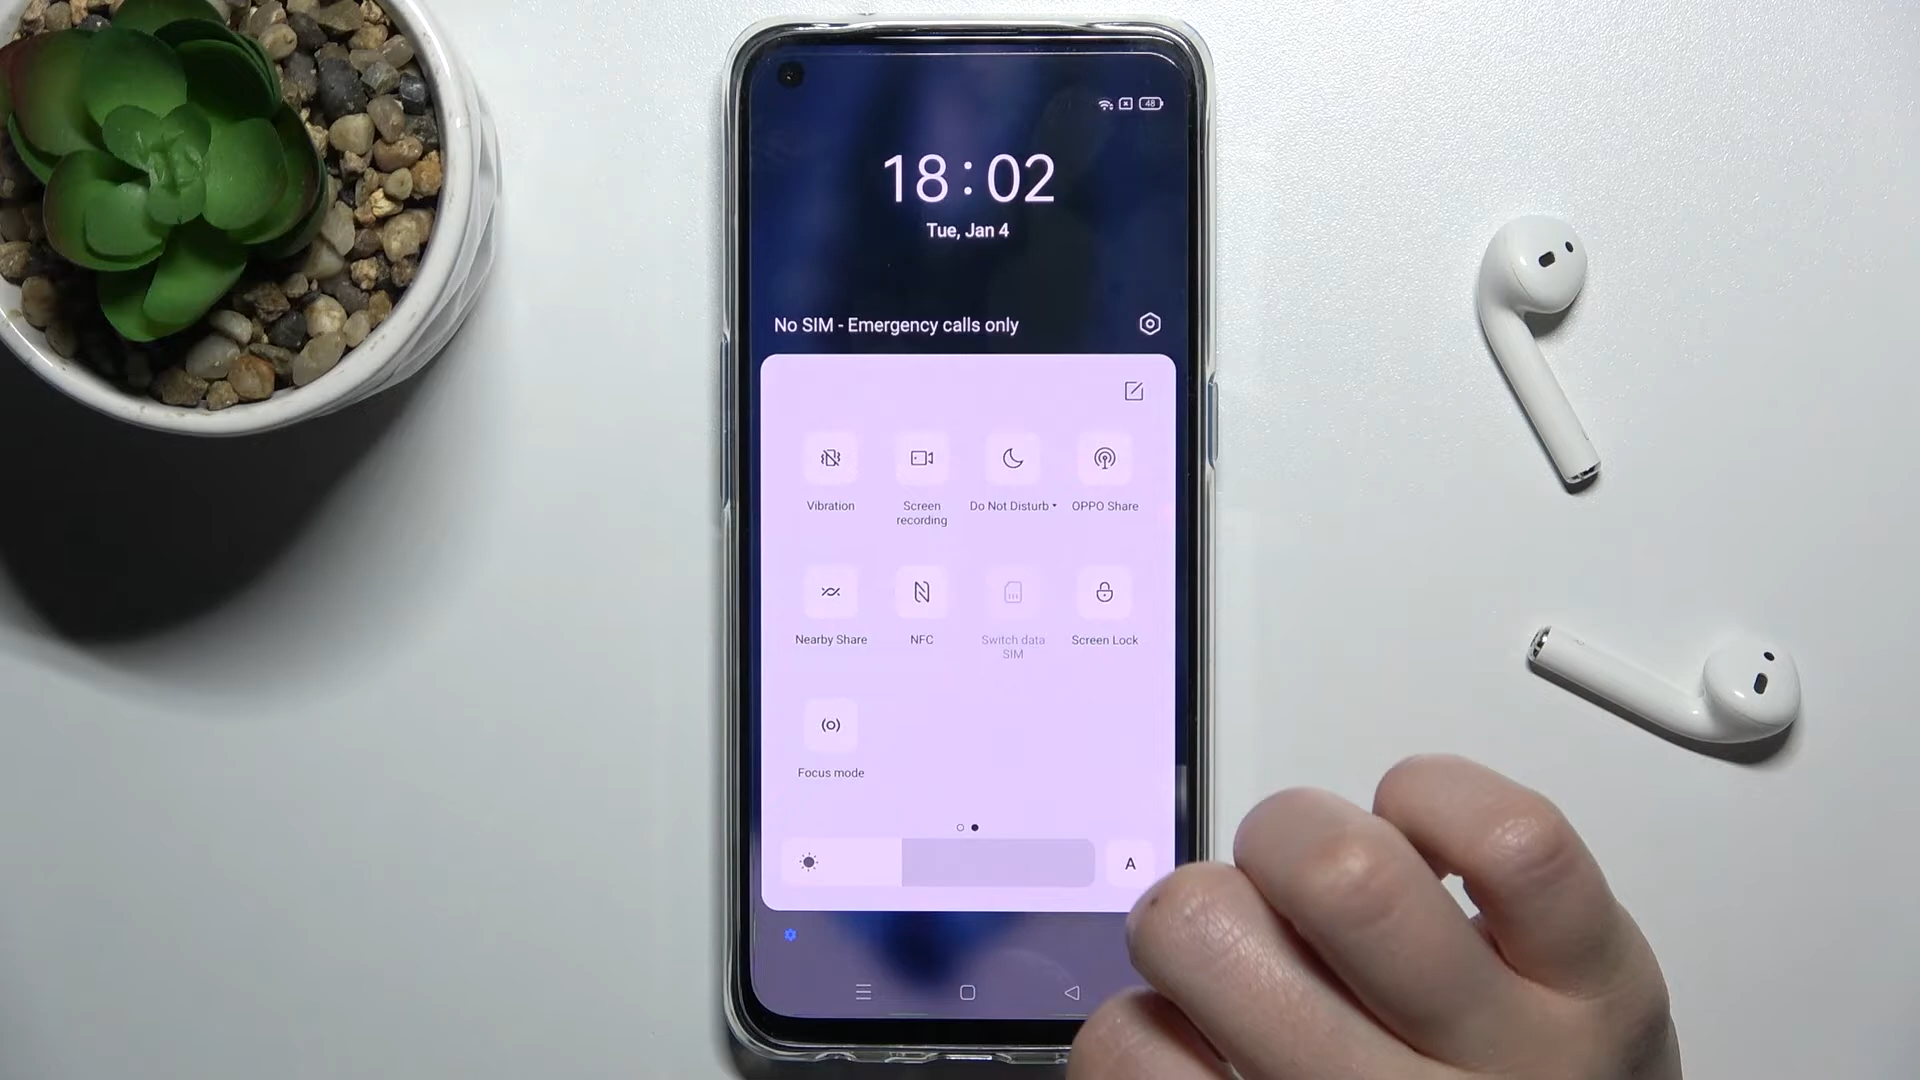 48
18:02
Tue, Jan 4
No SIM - Emergency calls only
Vibration
Screen recording
Do Not Disturb
OPPO Share
Nearby Share
NFC
Switch data SIM
Screen Lock
Focus mode
A